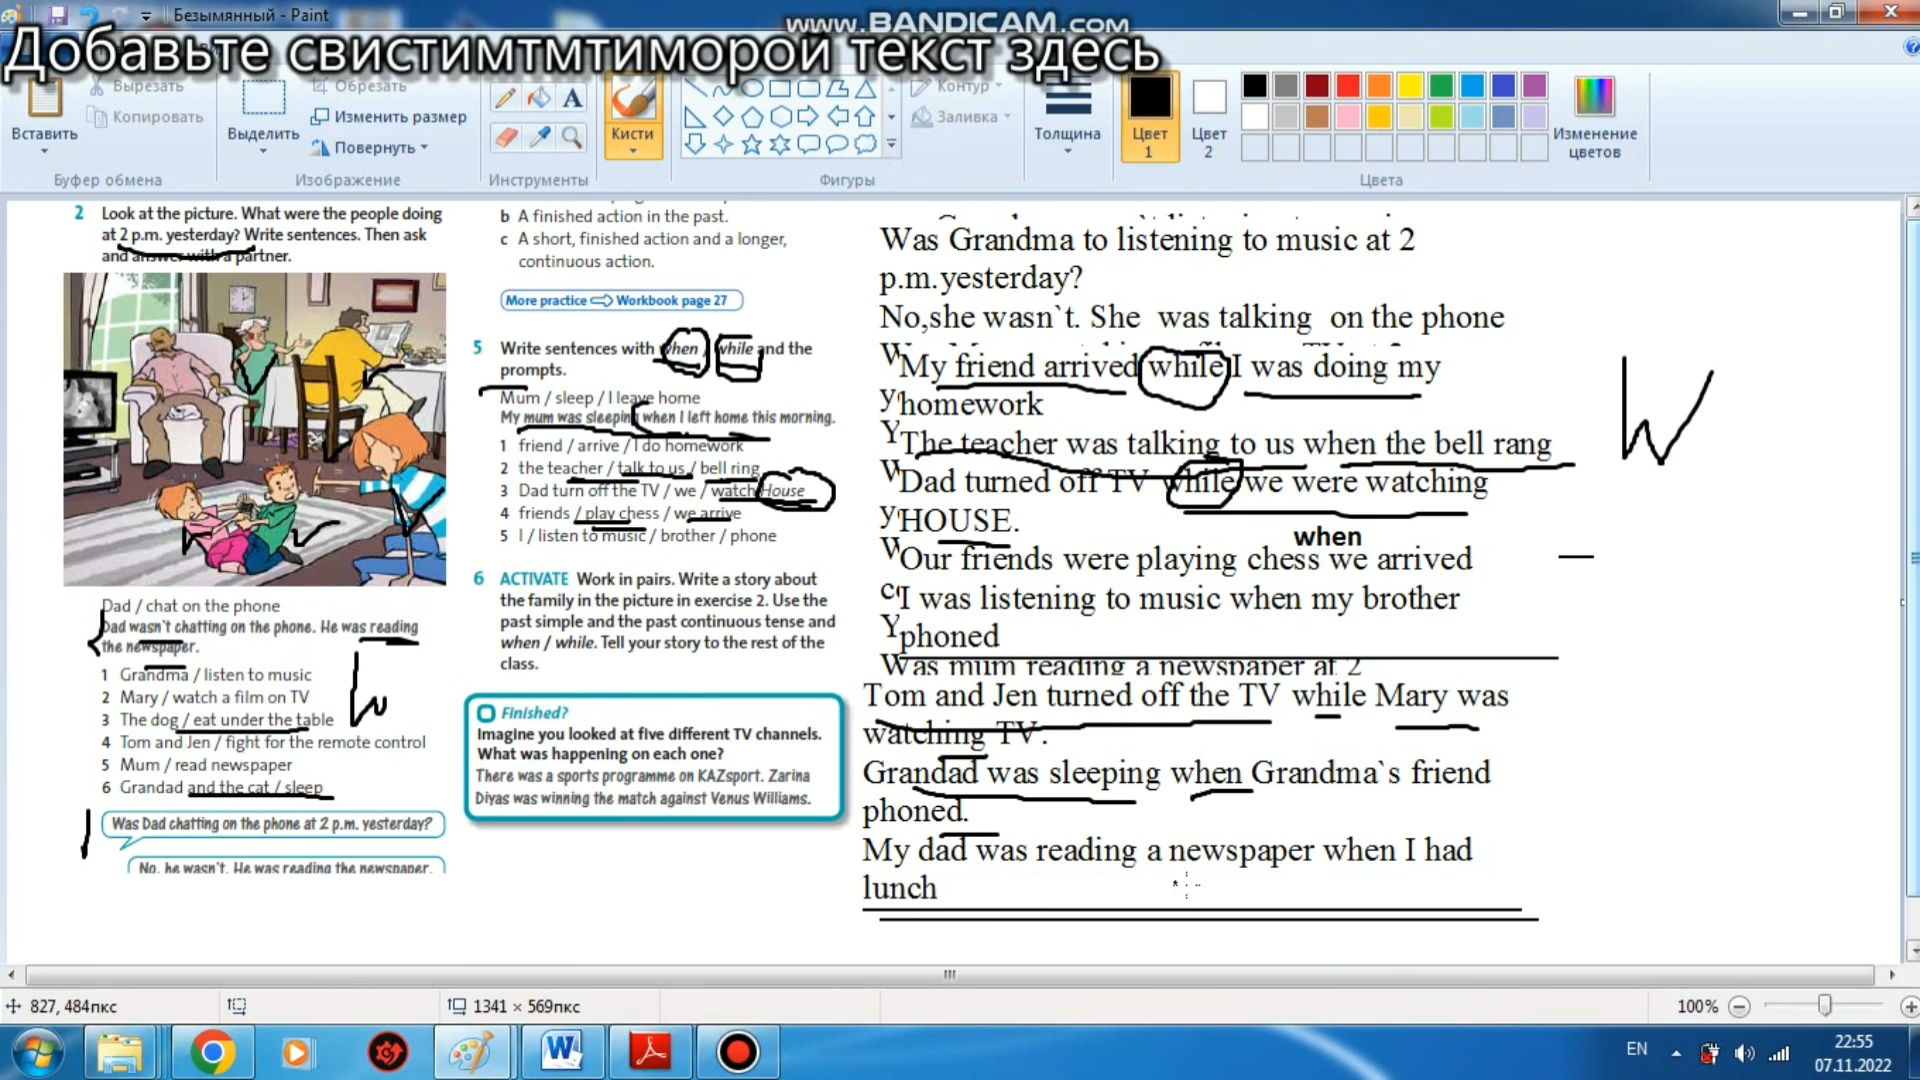 Безымянный - Paint
www.BANDICAM.com
Добавьте свистимтмтиморой текст здесь
Вставить
Вырезать
Копировать
Буфер обмена
Выделить
Обрезать
Изменить размер
Повернуть
Изображение
Инструменты
Кисти
Фигуры
Контур
Заливка
Толщина
Цвет
1
Цвет
2
Изменение
цветов
Цвета
2 Look at the picture. What were the people doing
at 2 p.m. yesterday? Write sentences. Then ask
and answer with a partner.
Dad / chat on the phone
Dad wasn't chatting on the phone. He was reading
the newspaper.
1 Grandma / listen to music
2 Mary / watch a film on TV
3 The dog / eat under the table
4 Tom and Jen / fight for the remote control
5 Mum / read newspaper
6 Grandad and the cat / sleep
Was Dad chatting on the phone at 2 p.m. yesterday?
No, he wasn't. He was reading the newspaper.
b A finished action in the past.
c A short, finished action and a longer,
continuous action.
More practice Workbook page 27
5 Write sentences with when / while and the
prompts.
Mum / sleep / I leave home
My mum was sleeping when I left home this morning.
1 friend / arrive / I do homework
2 the teacher / talk to us / bell ring
3 Dad turn off the TV / we / watch House
4 friends / play chess / we arrive
5 I / listen to music / brother / phone
6 ACTIVATE Work in pairs. Write a story about
the family in the picture in exercise 2. Use the
past simple and the past continuous tense and
when / while. Tell your story to the rest of the
class.
Finished?
Imagine you looked at five different TV channels.
What was happening on each one?
There was a sports programme on KAZsport. Zarina
Diyas was winning the match against Venus Williams.
Was Grandma to listening to music at 2
p.m.yesterday?
No,she wasn`t. She was talking on the phone
My friend arrived while I was doing my
homework
The teacher was talking to us when the bell rang
Dad turned off TV while we were watching
HOUSE.
when
Our friends were playing chess we arrived
I was listening to music when my brother
phoned
Was mum reading a newspaper at 2
Tom and Jen turned off the TV while Mary was
watching TV.
Grandad was sleeping when Grandma`s friend
phoned.
My dad was reading a newspaper when I had
lunch
827, 484пкс
1341 × 569пкс
100%
EN
22:55
07.11.2022